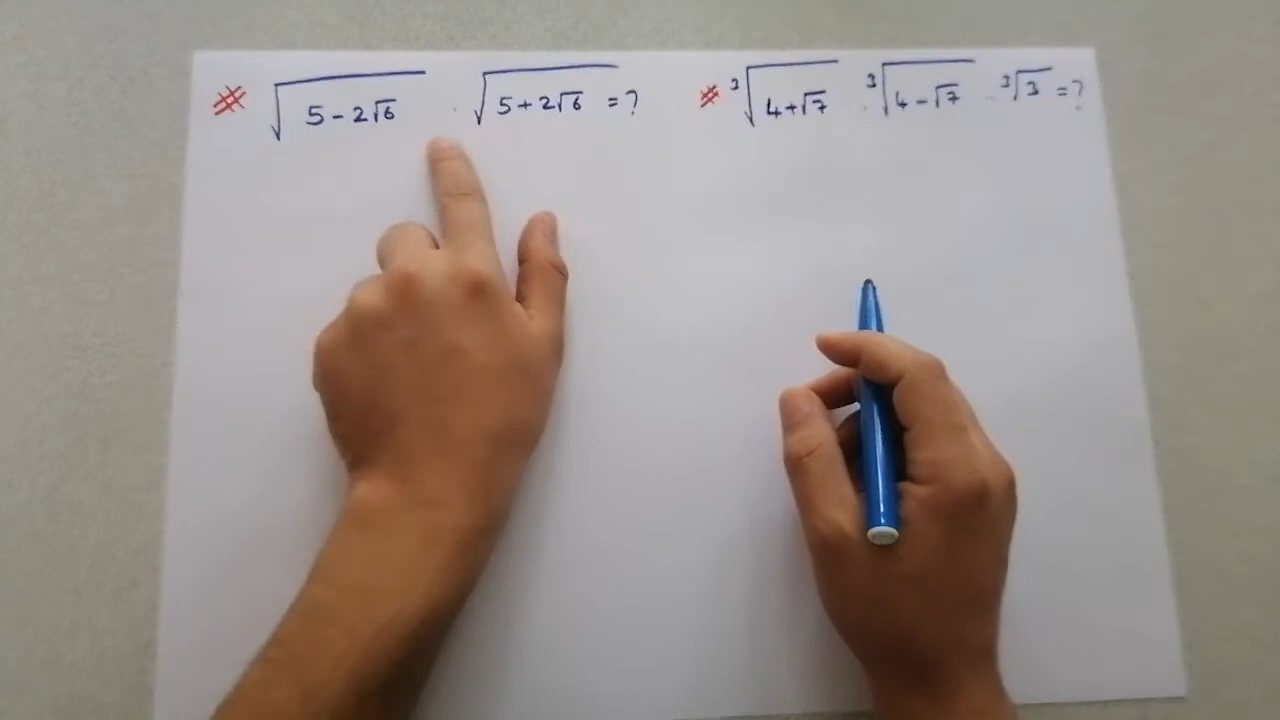 √(5-2√6) · √(5+2√6) = ?
∛(4+√7) · ∛(4-√7) · ∛3 = ?